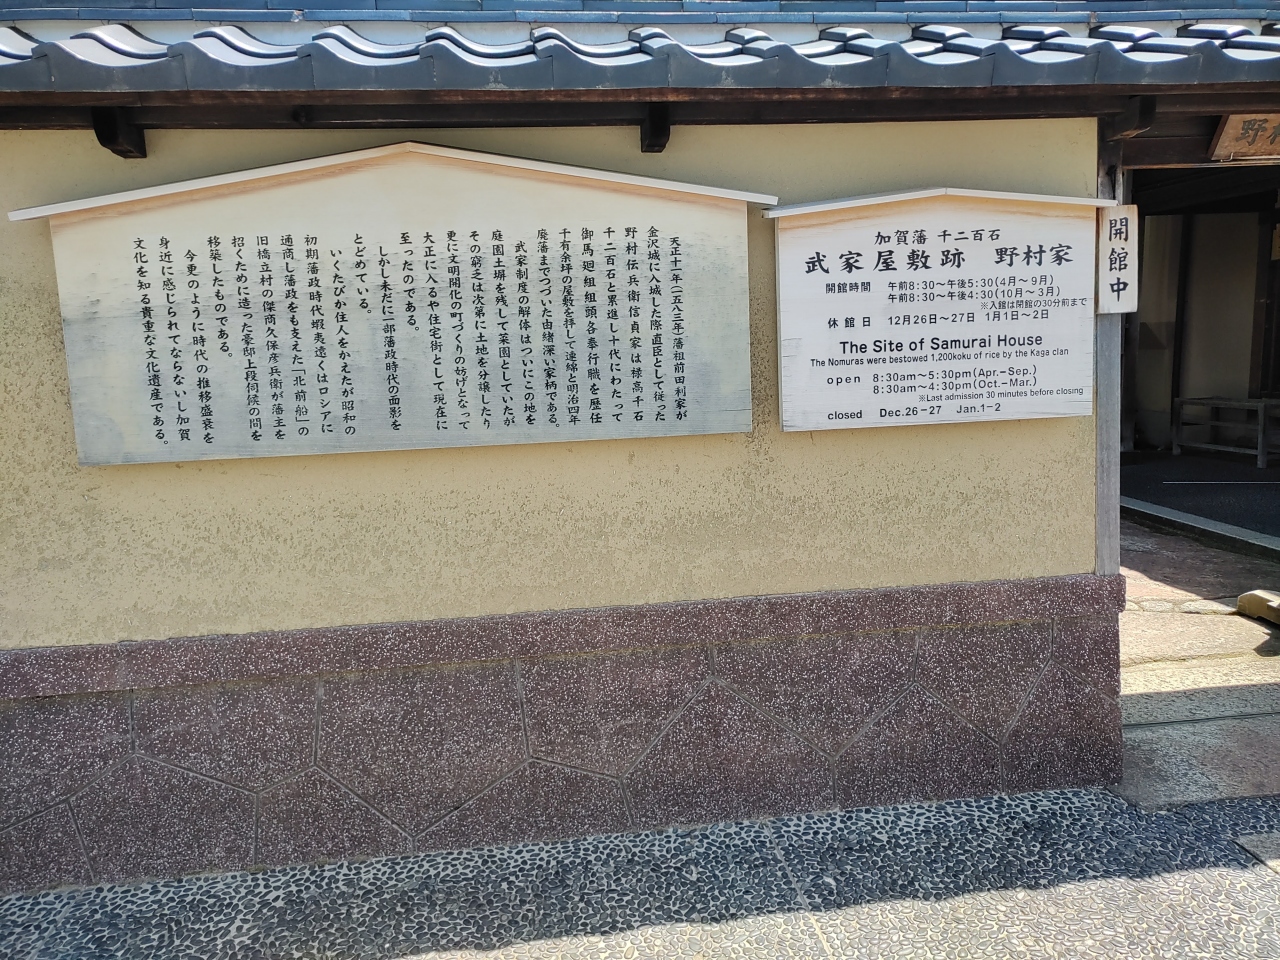 天正十一年(一五八三年)藩祖前田利家が
金沢城に入城した際直臣として従った
野村伝兵衛信貞家は禄高千石
千二百石と累進し十代にわたって
御馬廻組組頭各奉行職を歴任
千有余坪の屋敷を拝して連綿と明治四年
廃藩までつづいた由緒深い家柄である。
武家制度の解体はついにこの地を
庭園土塀を残して菜園としていたが
その窮乏は次第に土地を分譲したり
更に文明開化の町づくりの妨げとなって
大正に入るや住宅街として現在に
至ったのである。
しかし未だに一部藩政時代の面影を
とどめている。
いくたびか住人をかえたが昭和の
初期藩政時代蝦夷遠くはロシアに
通商し藩政をも支えた「北前船」の
旧橋立村の傑商久保彦兵衛が藩主を
招くために造った豪邸上段伺候の間を
移築したものである。
今更のように時代の推移盛衰を
身近に感じられてならないし加賀
文化を知る貴重な文化遺産である。
加賀藩 千二百石
武家屋敷跡 野村家
開館時間 午前8:30〜午後5:30(4月〜9月)
午前8:30〜午後4:30(10月〜3月)
※入館は閉館の30分前まで
休館日 12月26日〜27日 1月1日〜2日
The Site of Samurai House
The Nomuras were bestowed 1,200koku of rice by the Kaga clan
open 8:30am〜5:30pm(Apr.−Sep.)
8:30am〜4:30pm(Oct.−Mar.)
※Last admission 30 minutes before closing
closed Dec.26−27 Jan.1−2
開館中
野村